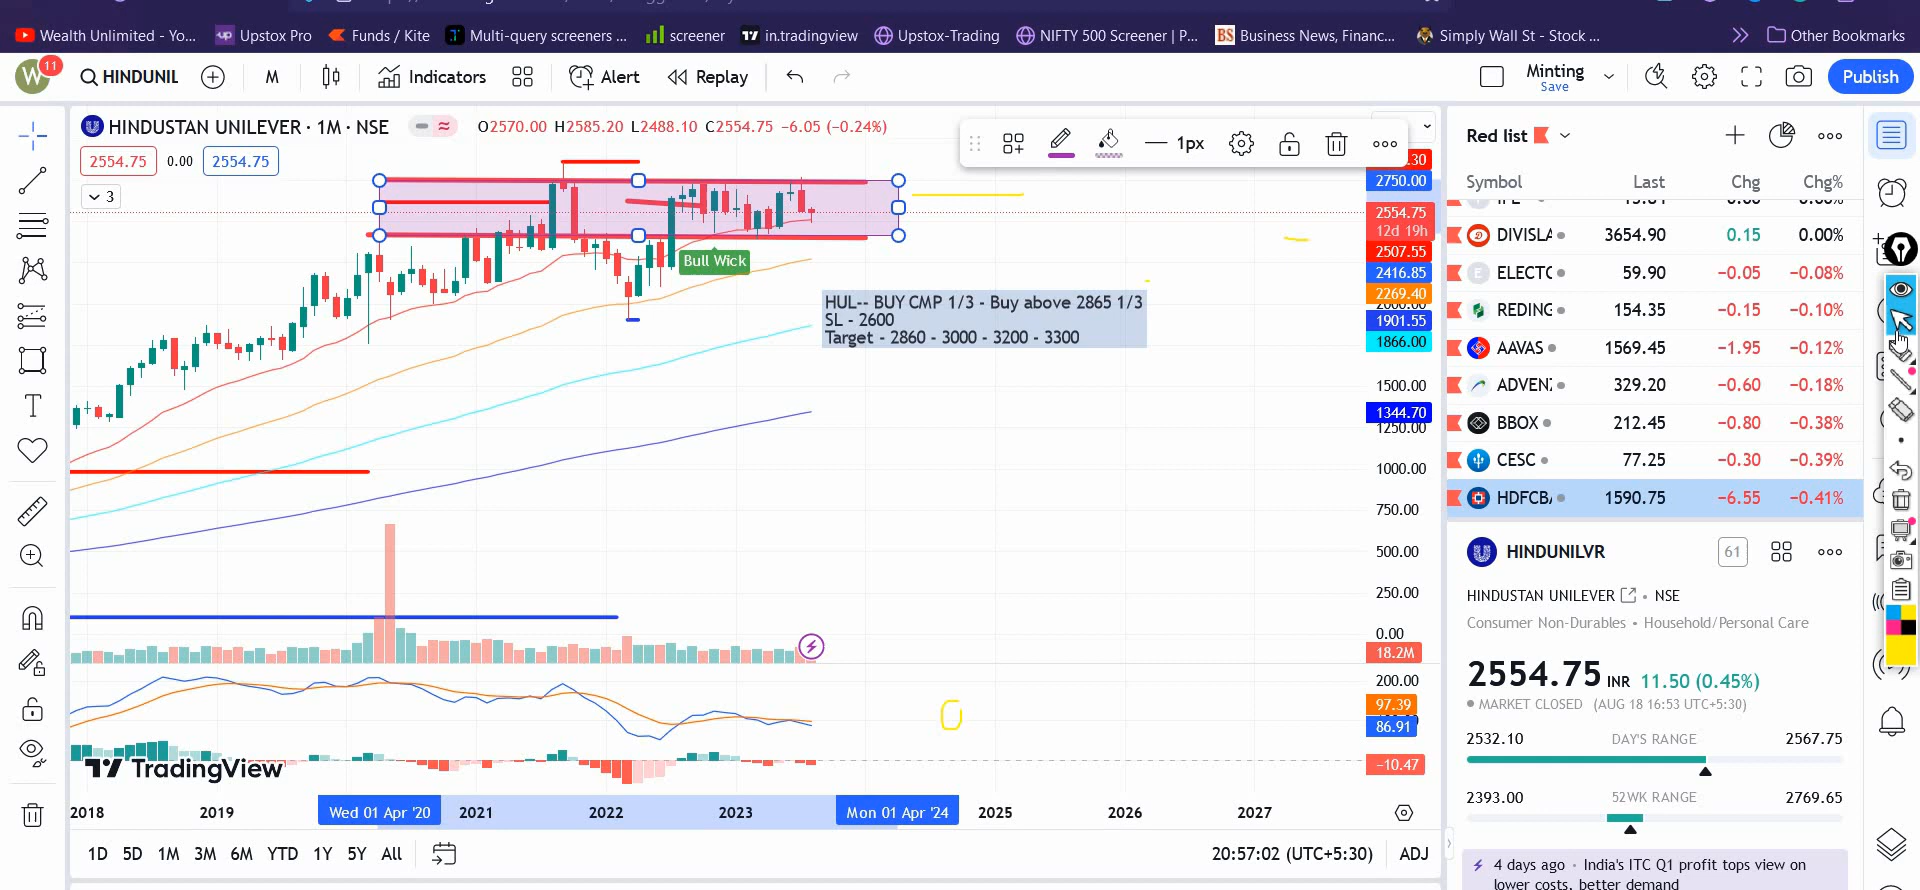 Wealth Unlimited - Yo...
Upstox Pro
Funds / Kite
Multi-query screeners ...
screener
in.tradingview
Upstox-Trading
NIFTY 500 Screener | P...
BS Business News, Financ...
Simply Wall St - Stock ...
Other Bookmarks
W
11
HINDUNIL
M
Indicators
Alert
Replay
Minting
Save
Publish
HINDUSTAN UNILEVER · 1M · NSE
O2570.00 H2585.20 L2488.10 C2554.75 −6.05 (−0.24%)
2554.75
0.00
2554.75
3
1px
Bull Wick
HUL-- BUY CMP 1/3 - Buy above 2865 1/3
SL - 2600
Target - 2860 - 3000 - 3200 - 3300
2750.00
2554.75
12d 19h
2507.55
2416.85
2269.40
1901.55
1866.00
1500.00
1344.70
1250.00
1000.00
750.00
500.00
250.00
0.00
18.2M
200.00
97.39
86.91
−10.47
TradingView
2018
2019
Wed 01 Apr '20
2021
2022
2023
Mon 01 Apr '24
2025
2026
2027
1D 5D 1M 3M 6M YTD 1Y 5Y All
20:57:02 (UTC+5:30)
ADJ
Red list
Symbol Last Chg Chg%
DIVISLA 3654.90 0.15 0.00%
ELECTC 59.90 −0.05 −0.08%
REDING 154.35 −0.15 −0.10%
AAVAS 1569.45 −1.95 −0.12%
ADVENZ 329.20 −0.60 −0.18%
BBOX 212.45 −0.80 −0.38%
CESC 77.25 −0.30 −0.39%
HDFCBA 1590.75 −6.55 −0.41%
HINDUNILVR
61
HINDUSTAN UNILEVER • NSE
Consumer Non-Durables • Household/Personal Care
2554.75 INR 11.50 (0.45%)
MARKET CLOSED (AUG 18 16:53 UTC+5:30)
2532.10 DAY'S RANGE 2567.75
2393.00 52WK RANGE 2769.65
4 days ago · India's ITC Q1 profit tops view on
lower costs, better demand